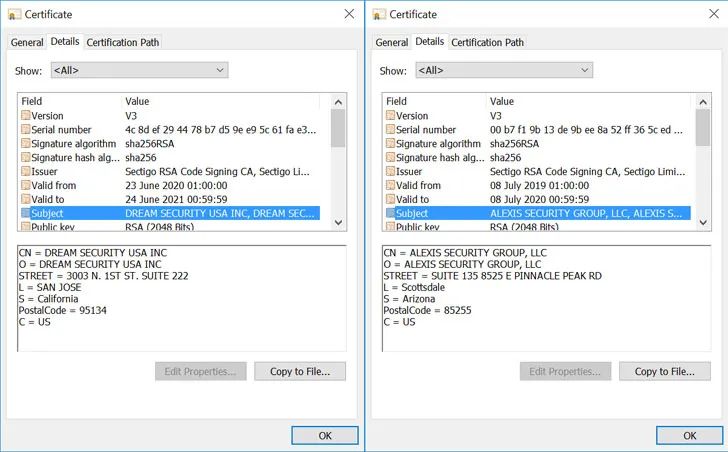 Certificate
General Details Certification Path
Show: <All>
Field Value
Version V3
Serial number 4c 8d ef 29 44 78 b7 d5 9e e9 5c 61 fa e3...
Signature algorithm sha256RSA
Signature hash alg... sha256
Issuer Sectigo RSA Code Signing CA, Sectigo Lim...
Valid from 23 June 2020 01:00:00
Valid to 24 June 2021 00:59:59
Subject DREAM SECURITY USA INC, DREAM SEC...
Public key RSA (2048 Bits)
CN = DREAM SECURITY USA INC
O = DREAM SECURITY USA INC
STREET = 3003 N. 1ST ST. SUITE 222
L = SAN JOSE
S = California
PostalCode = 95134
C = US
Edit Properties... Copy to File...
OK
Certificate
General Details Certification Path
Show: <All>
Field Value
Version V3
Serial number 00 b7 f1 9b 13 de 9b ee 8a 52 ff 36 5c ed ...
Signature algorithm sha256RSA
Signature hash alg... sha256
Issuer Sectigo RSA Code Signing CA, Sectigo Limi...
Valid from 08 July 2019 01:00:00
Valid to 08 July 2020 00:59:59
Subject ALEXIS SECURITY GROUP, LLC, ALEXIS S...
Public key RSA (2048 Bits)
CN = ALEXIS SECURITY GROUP, LLC
O = ALEXIS SECURITY GROUP, LLC
STREET = SUITE 135 8525 E PINNACLE PEAK RD
L = Scottsdale
S = Arizona
PostalCode = 85255
C = US
Edit Properties... Copy to File...
OK